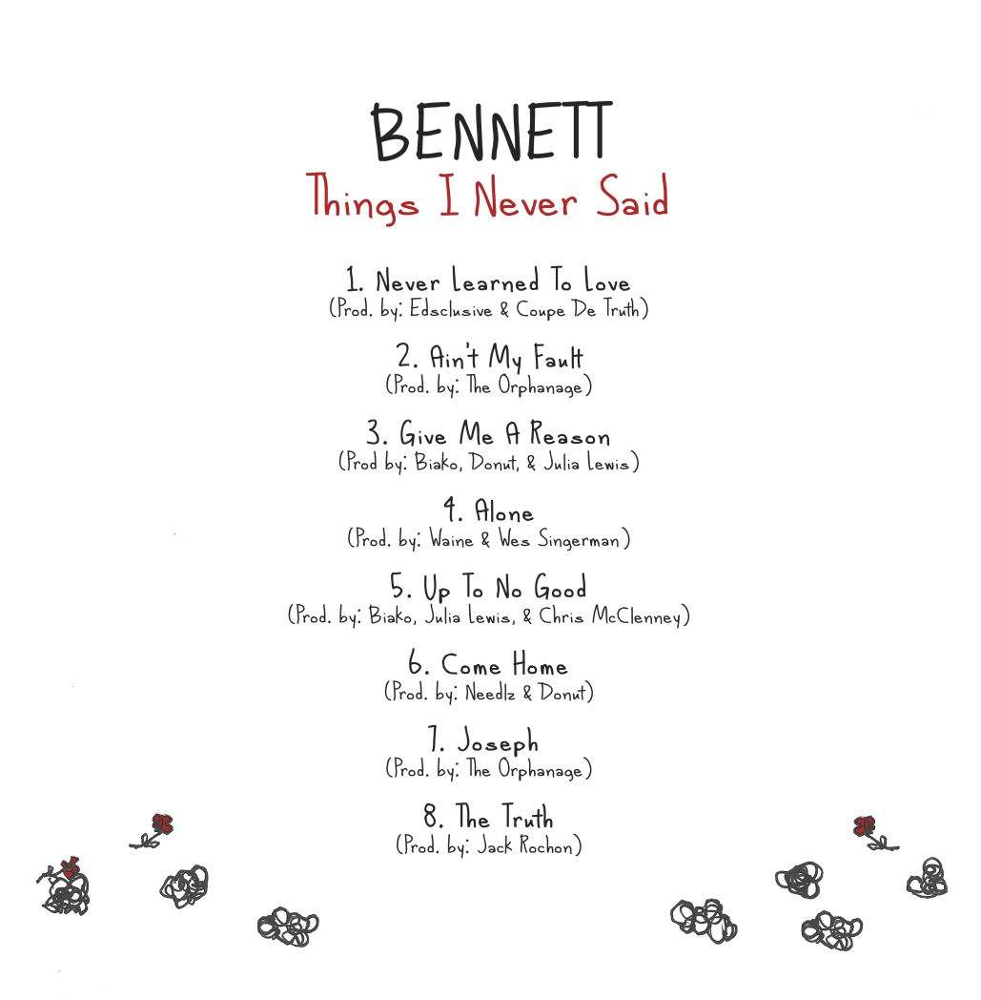 BENNETT
Things I Never Said
1. Never Learned To Love
(Prod. by: Edsclusive & Coupe De Truth)
2. Ain't My Fault
(Prod. by: The Orphanage)
3. Give Me A Reason
(Prod by: Biako, Donut, & Julia Lewis)
4. Alone
(Prod. by: Waine & Wes Singerman)
5. Up To No Good
(Prod. by: Biako, Julia Lewis, & Chris McClenney)
6. Come Home
(Prod. by: Needlz & Donut)
7. Joseph
(Prod. by: The Orphanage)
8. The Truth
(Prod. by: Jack Rochon)